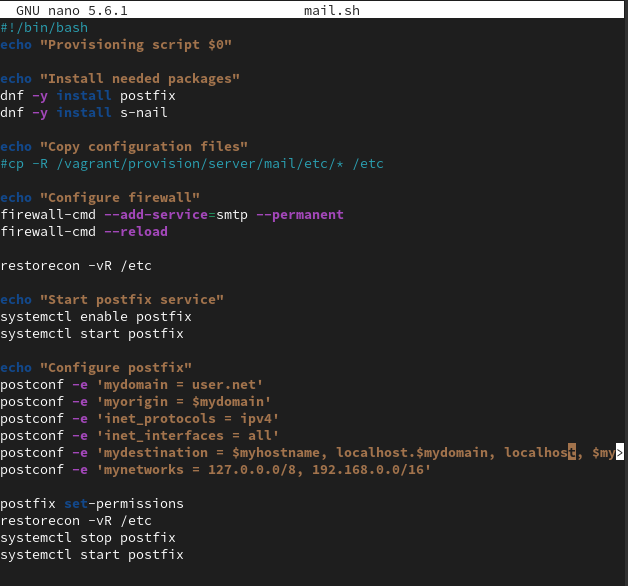 GNU nano 5.6.1 mail.sh
#!/bin/bash
echo "Provisioning script $0"
echo "Install needed packages"
dnf -y install postfix
dnf -y install s-nail
echo "Copy configuration files"
#cp -R /vagrant/provision/server/mail/etc/* /etc
echo "Configure firewall"
firewall-cmd --add-service=smtp --permanent
firewall-cmd --reload
restorecon -vR /etc
echo "Start postfix service"
systemctl enable postfix
systemctl start postfix
echo "Configure postfix"
postconf -e 'mydomain = user.net'
postconf -e 'myorigin = $mydomain'
postconf -e 'inet_protocols = ipv4'
postconf -e 'inet_interfaces = all'
postconf -e 'mydestination = $myhostname, localhost.$mydomain, localhost, $my>
postconf -e 'mynetworks = 127.0.0.0/8, 192.168.0.0/16'
postfix set-permissions
restorecon -vR /etc
systemctl stop postfix
systemctl start postfix